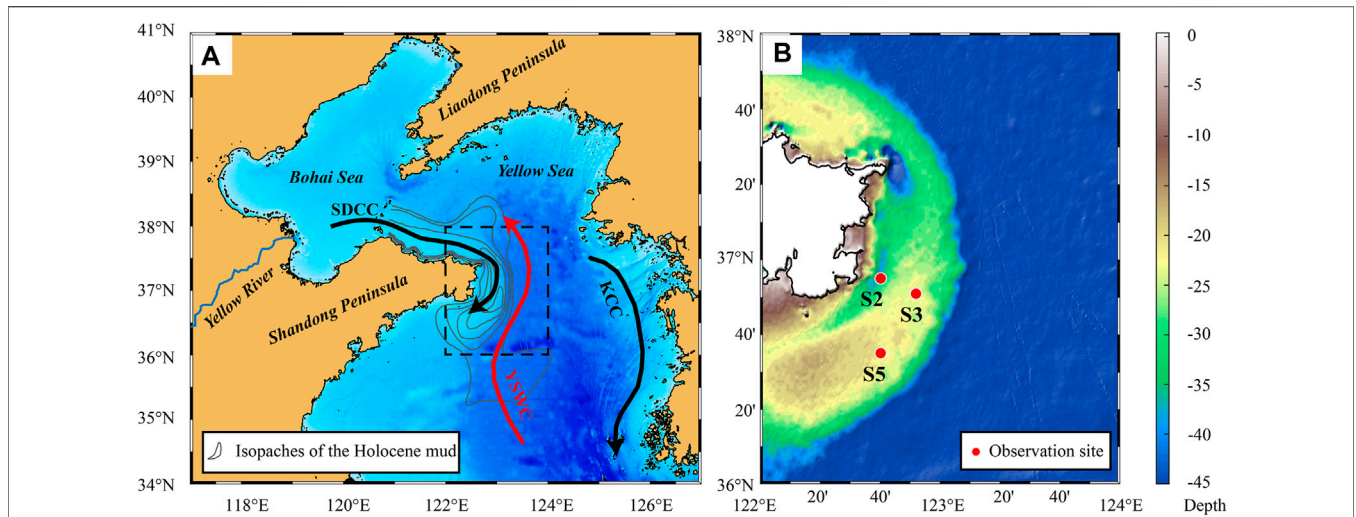 A
41°N
40°N
39°N
38°N
37°N
36°N
35°N
34°N
118°E
120°E
122°E
124°E
126°E
Liaodong Peninsula
Bohai Sea
Yellow Sea
SDCC
Yellow River
Shandong Peninsula
KCC
YSWC
Isopaches of the Holocene mud
B
38°N
40'
20'
37°N
40'
20'
36°N
122°E
20'
40'
123°E
20'
40'
124°E
S2
S3
S5
Observation site
0
-5
-10
-15
-20
-25
-30
-35
-40
-45
Depth